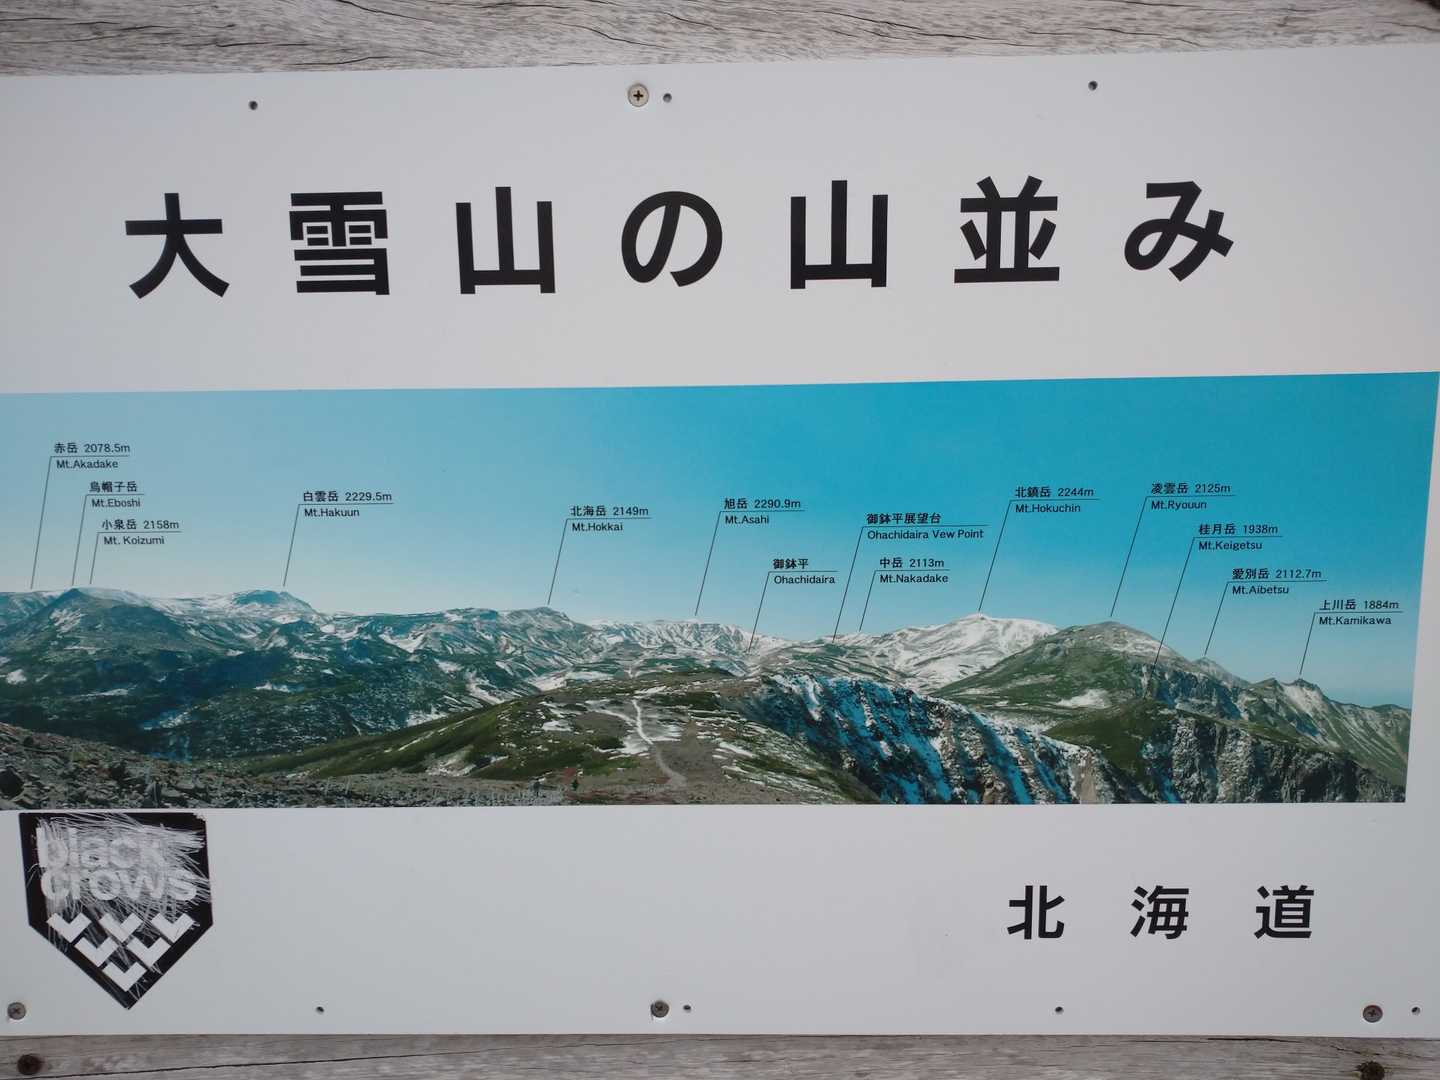 大雪山の山並み
赤岳 2078.5m
Mt.Akadake
烏帽子岳
Mt.Eboshi
小泉岳 2158m
Mt. Koizumi
白雲岳 2229.5m
Mt.Hakuun
北海岳 2149m
Mt.Hokkai
旭岳 2290.9m
Mt.Asahi
御鉢平
Ohachidaira
御鉢平展望台
Ohachidaira Vew Point
中岳 2113m
Mt.Nakadake
北鎮岳 2244m
Mt.Hokuchin
凌雲岳 2125m
Mt.Ryouun
桂月岳 1938m
Mt.Keigetsu
愛別岳 2112.7m
Mt.Aibetsu
上川岳 1884m
Mt.Kamikawa
black
crows
北海道